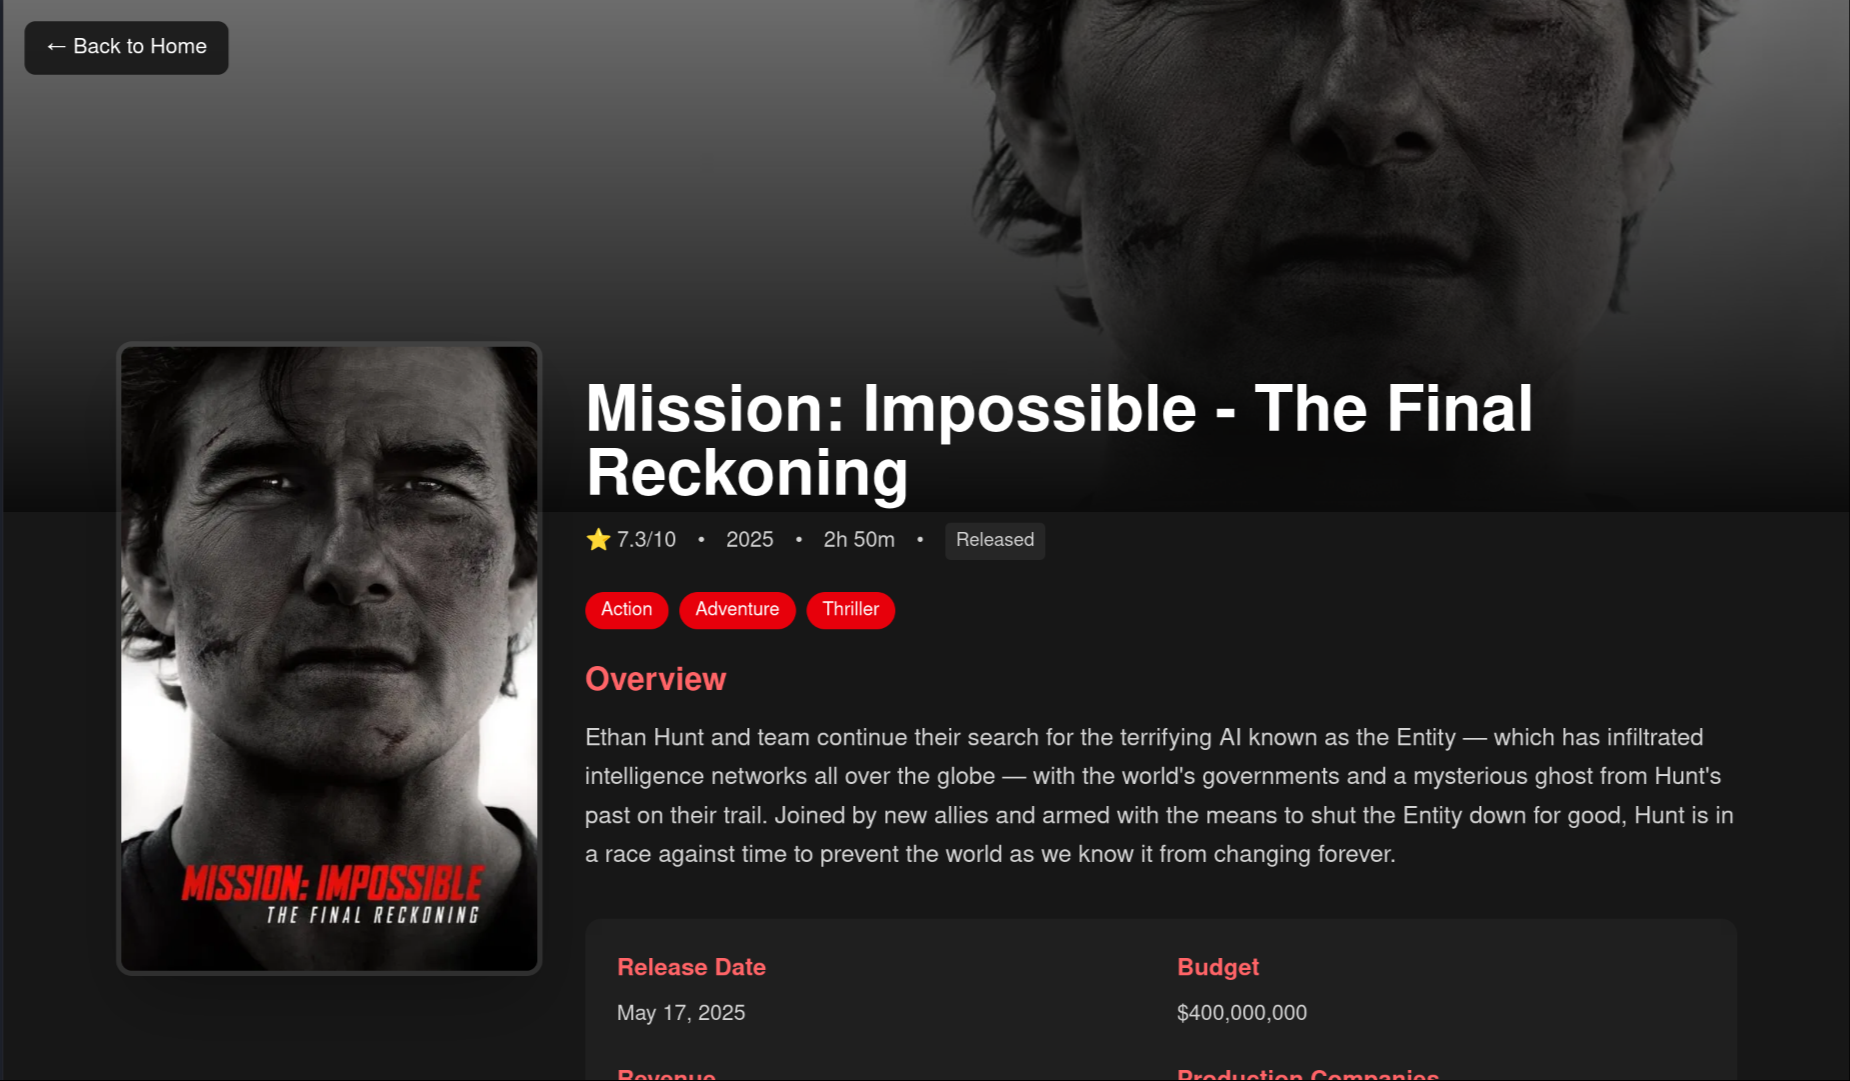 ← Back to Home
Mission: Impossible - The Final
Reckoning
⭐ 7.3/10 • 2025 • 2h 50m • Released
Action Adventure Thriller
Overview
Ethan Hunt and team continue their search for the terrifying AI known as the Entity — which has infiltrated
intelligence networks all over the globe — with the world's governments and a mysterious ghost from Hunt's
past on their trail. Joined by new allies and armed with the means to shut the Entity down for good, Hunt is in
a race against time to prevent the world as we know it from changing forever.
MISSION: IMPOSSIBLE
THE FINAL RECKONING
Release Date Budget
May 17, 2025 $400,000,000
Revenue Production Companies